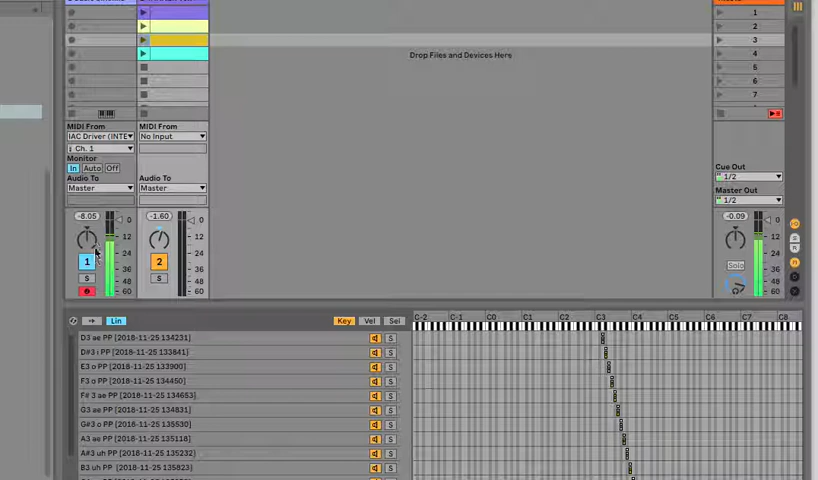 1
2
3
Drop Files and Devices Here
4
5
6
7
MIDI From
MIDI From
IAC Driver (INTE
No Input
Ch. 1
Monitor
In Auto Off
Cue Out
Audio To
Audio To
1/2
Master
Master
Master Out
1/2
-8.05
-1.60
-0.09
0
0
0
12
12
12
24
24
24
1
2
Solo
36
36
36
S
S
48
48
48
60
60
60
Lin
Key
Vel
Sel
C-2 C-1 C0 C1 C2 C3 C4 C5 C6 C7 C8
D3 ae PP [2018-11-25 134231] S
D#3 i PP [2018-11-25 133841] S
E3 o PP [2018-11-25 133900] S
F3 o PP [2018-11-25 134450] S
F# 3 ae PP [2018-11-25 134653] S
G3 ae PP [2018-11-25 134831] S
G#3 o PP [2018-11-25 135530] S
A3 ae PP [2018-11-25 135118] S
A#3 uh PP [2018-11-25 135232] S
B3 uh PP [2018-11-25 135823] S